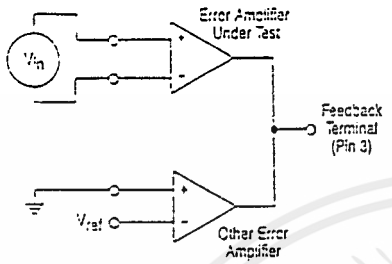 Error Amplifier
Under Test
Vin
+
−
Feedback
Terminal
(Pin 3)
+
−
Vref
Other Error
Amplifier